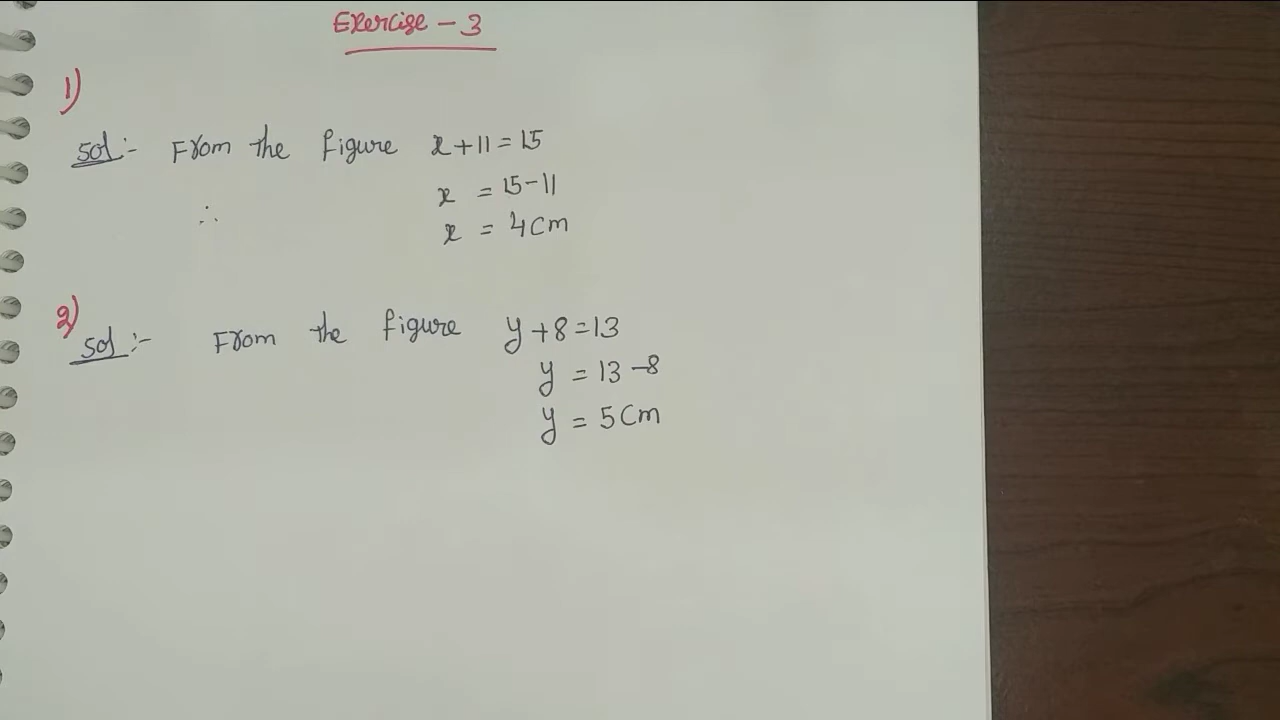 Exercise - 3
1)
Sol:- From the figure x+11=15
x = 15-11
∴ x = 4cm
2)
Sol:- From the figure y+8=13
y = 13-8
y = 5cm